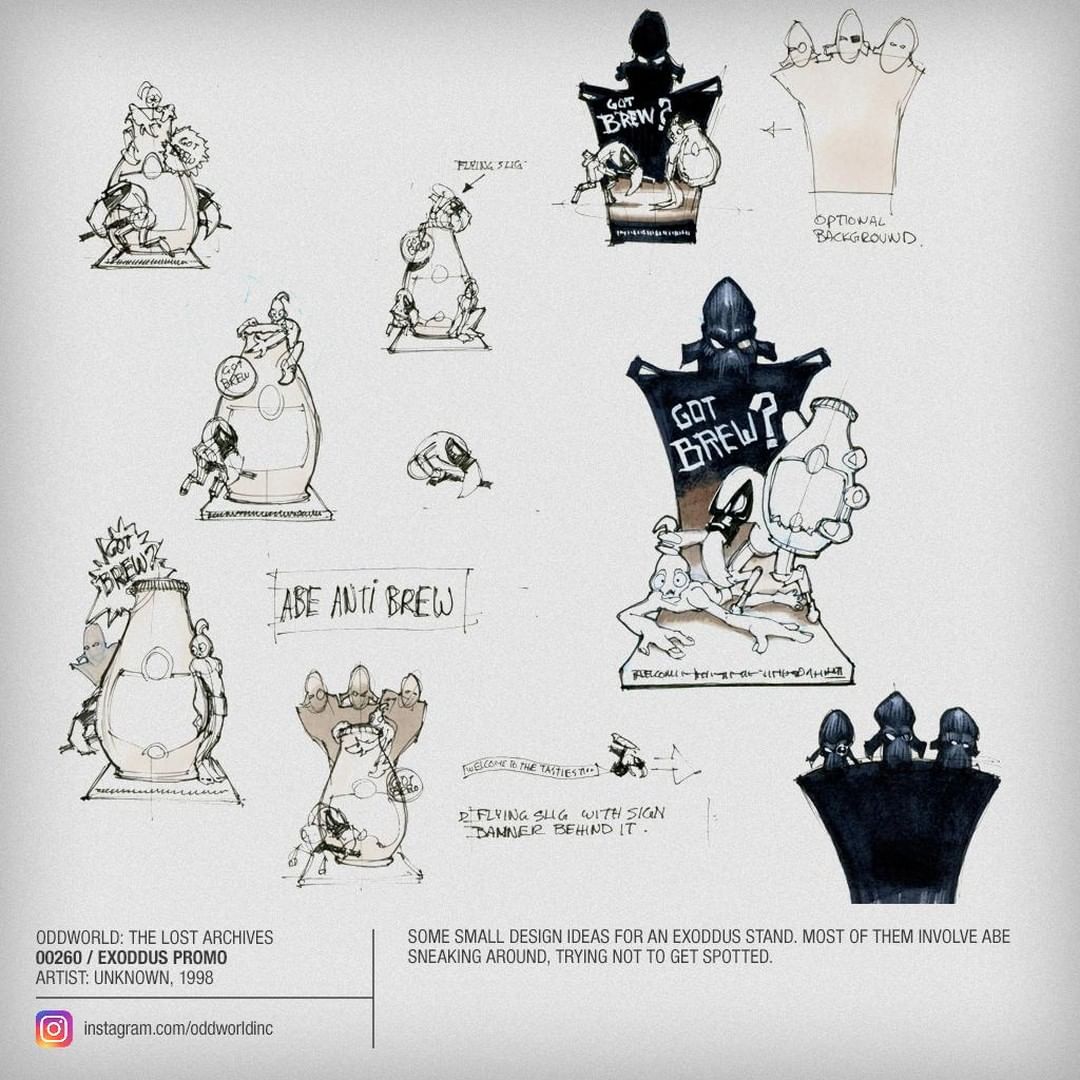 GOT
BREW
"FLYING SLIG"
GOT
BREW?
OPTIONAL
BACKGROUND.
GOT
BREW
GOT
BREW?
GOT
BREW?
ABE ANTi BREW
WELCOME TO THE TASTIEST...
FLYING SLIG WITH SIGN
BANNER BEHIND IT.
ODDWORLD: THE LOST ARCHIVES
00260 / EXODDUS PROMO
ARTIST: UNKNOWN, 1998
instagram.com/oddworldinc
SOME SMALL DESIGN IDEAS FOR AN EXODDUS STAND. MOST OF THEM INVOLVE ABE
SNEAKING AROUND, TRYING NOT TO GET SPOTTED.